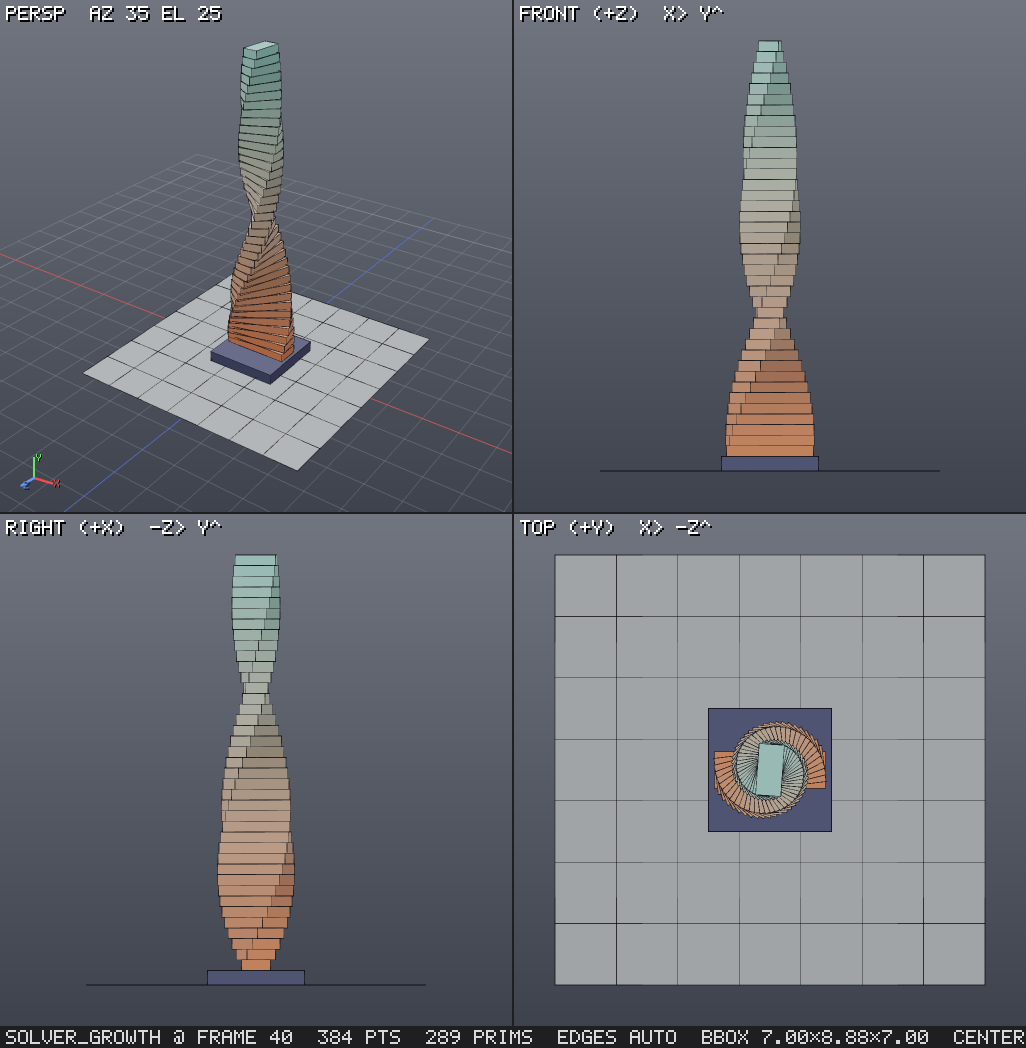 PERSP AZ 35 EL 25
FRONT (+Z) X> Y^
Y
X
Z
RIGHT (+X) -Z> Y^
TOP (+Y) X> -Z^
SOLVER_GROWTH @ FRAME 40 384 PTS 289 PRIMS EDGES AUTO BBOX 7.00×8.88×7.00 CENTER